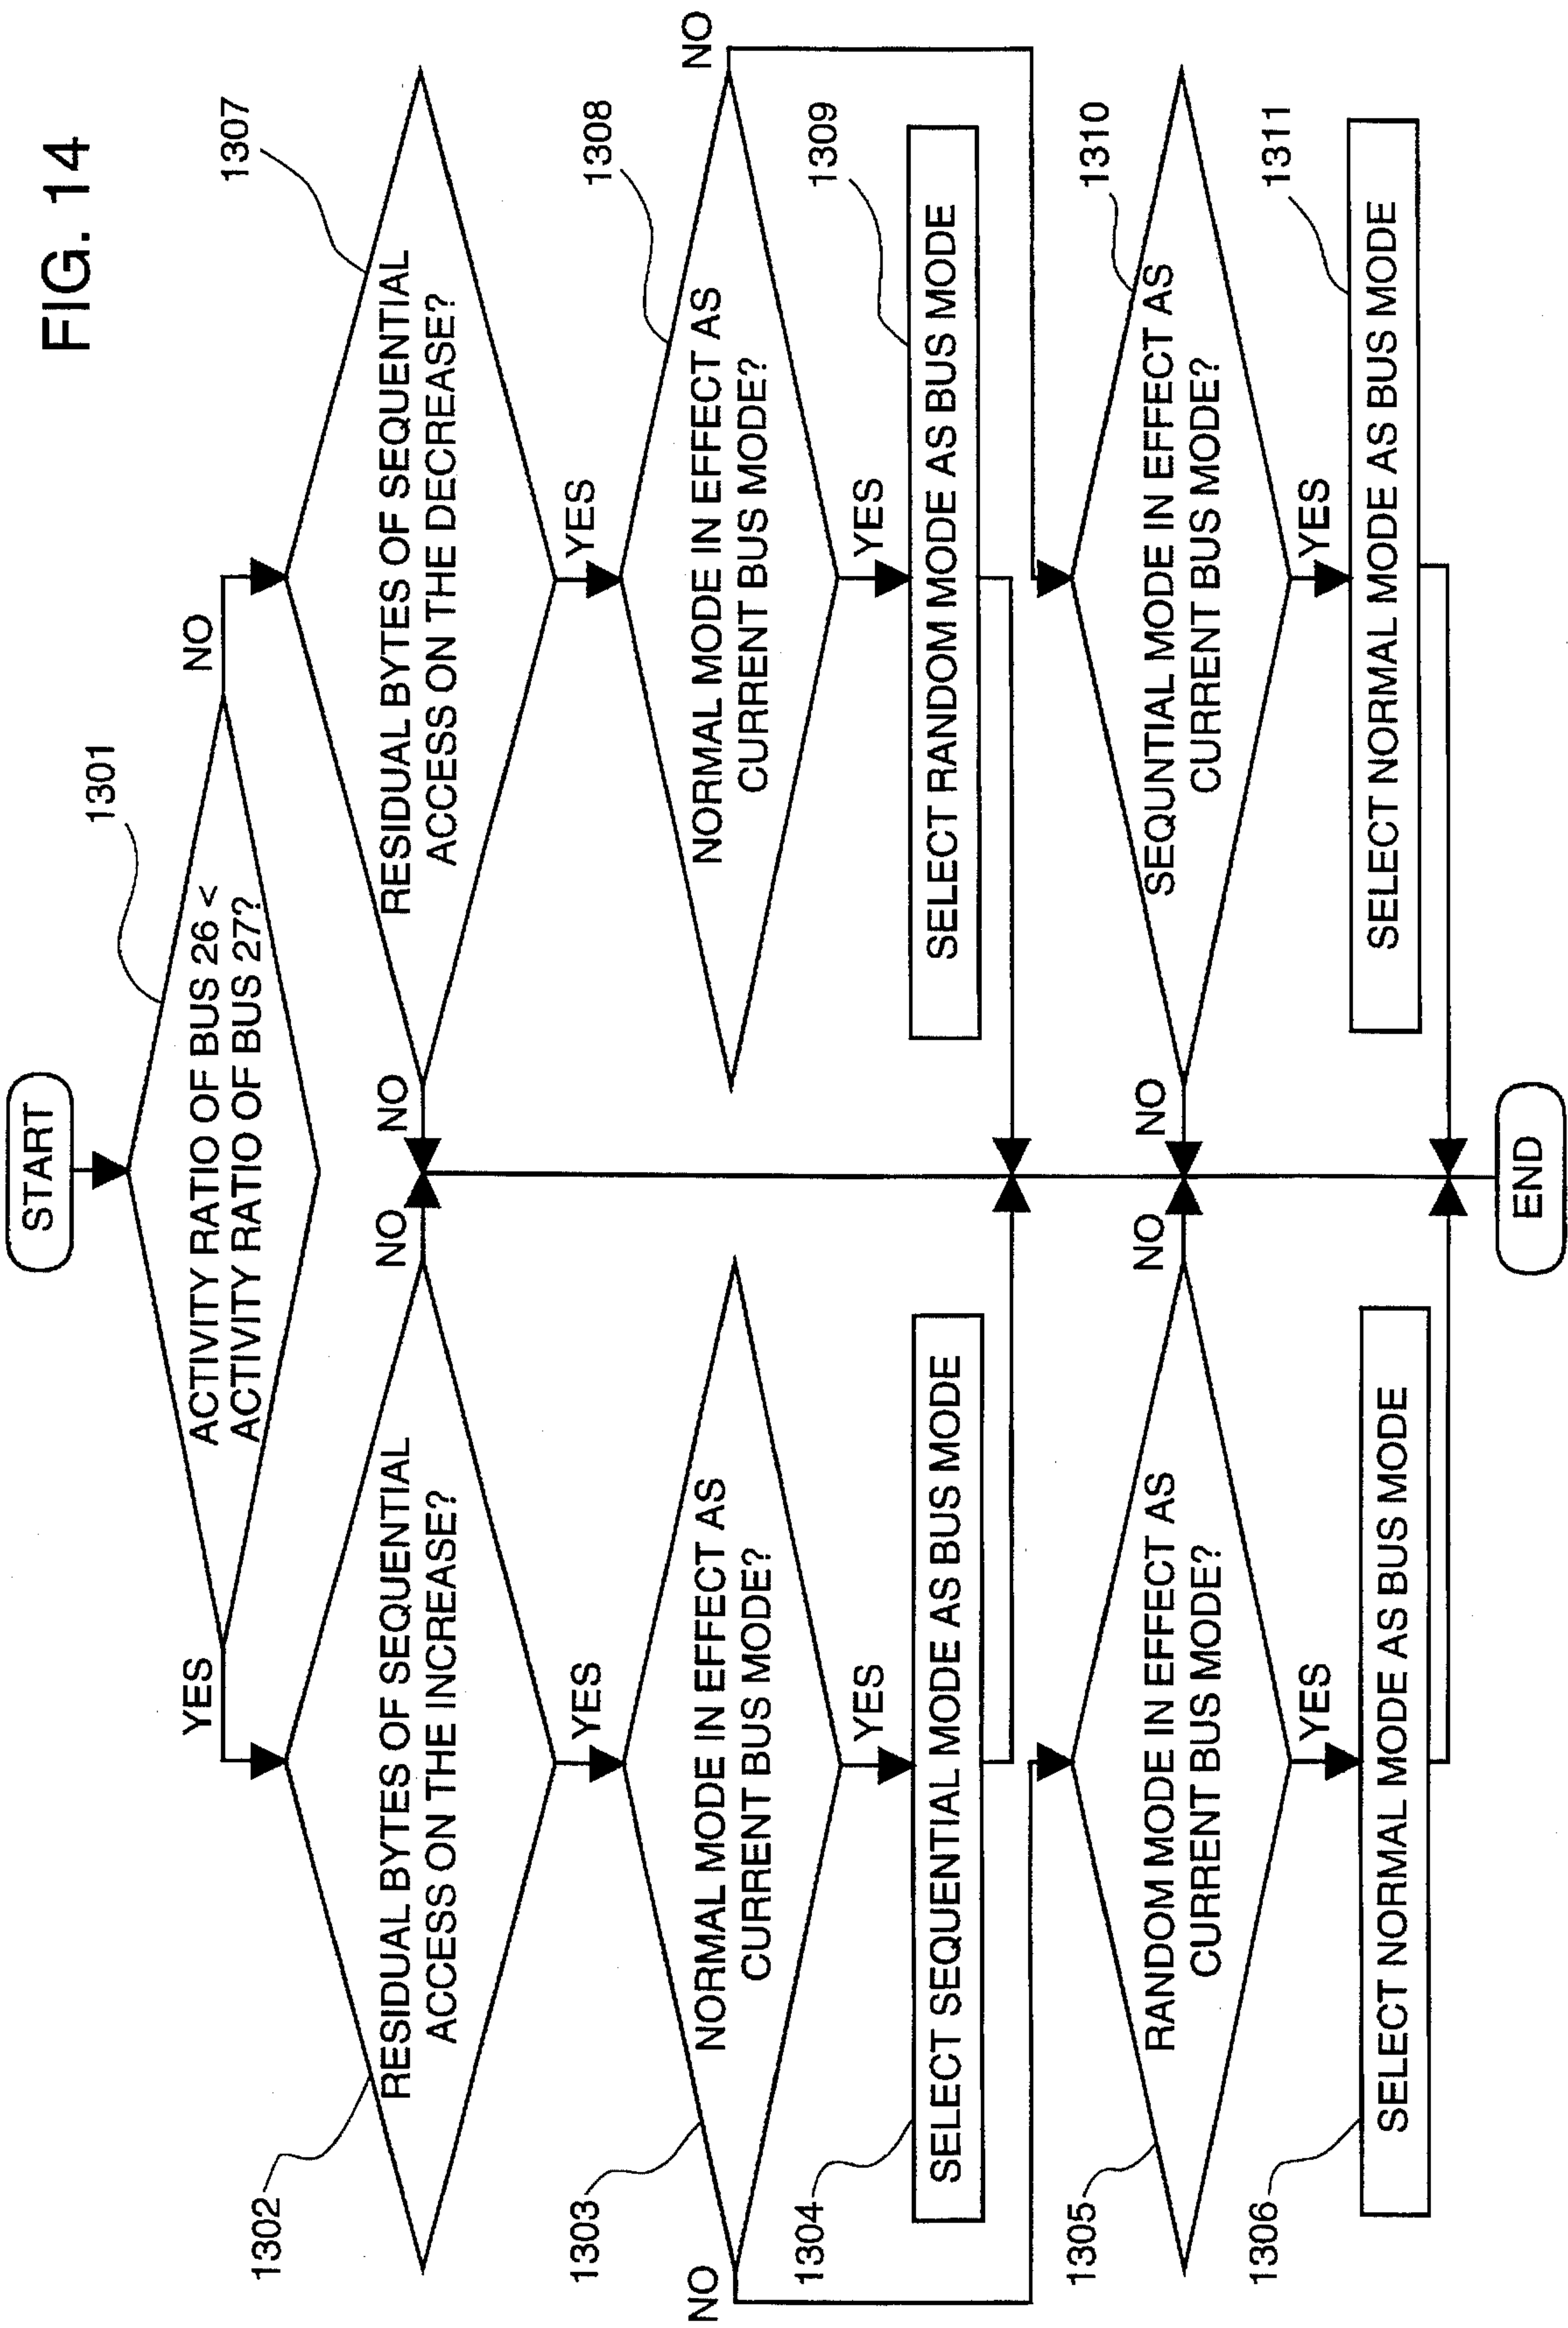 FIG. 14
START
1301
ACTIVITY RATIO OF BUS 26 <
ACTIVITY RATIO OF BUS 27?
YES
NO
1302
RESIDUAL BYTES OF SEQUENTIAL
ACCESS ON THE INCREASE?
NO
YES
1303
NORMAL MODE IN EFFECT AS
CURRENT BUS MODE?
NO
YES
1304
SELECT SEQUENTIAL MODE AS BUS MODE
1305
RANDOM MODE IN EFFECT AS
CURRENT BUS MODE?
NO
YES
1306
SELECT NORMAL MODE AS BUS MODE
1307
RESIDUAL BYTES OF SEQUENTIAL
ACCESS ON THE DECREASE?
NO
YES
1308
NORMAL MODE IN EFFECT AS
CURRENT BUS MODE?
NO
YES
1309
SELECT RANDOM MODE AS BUS MODE
1310
SEQUNTIAL MODE IN EFFECT AS
CURRENT BUS MODE?
NO
YES
1311
SELECT NORMAL MODE AS BUS MODE
END